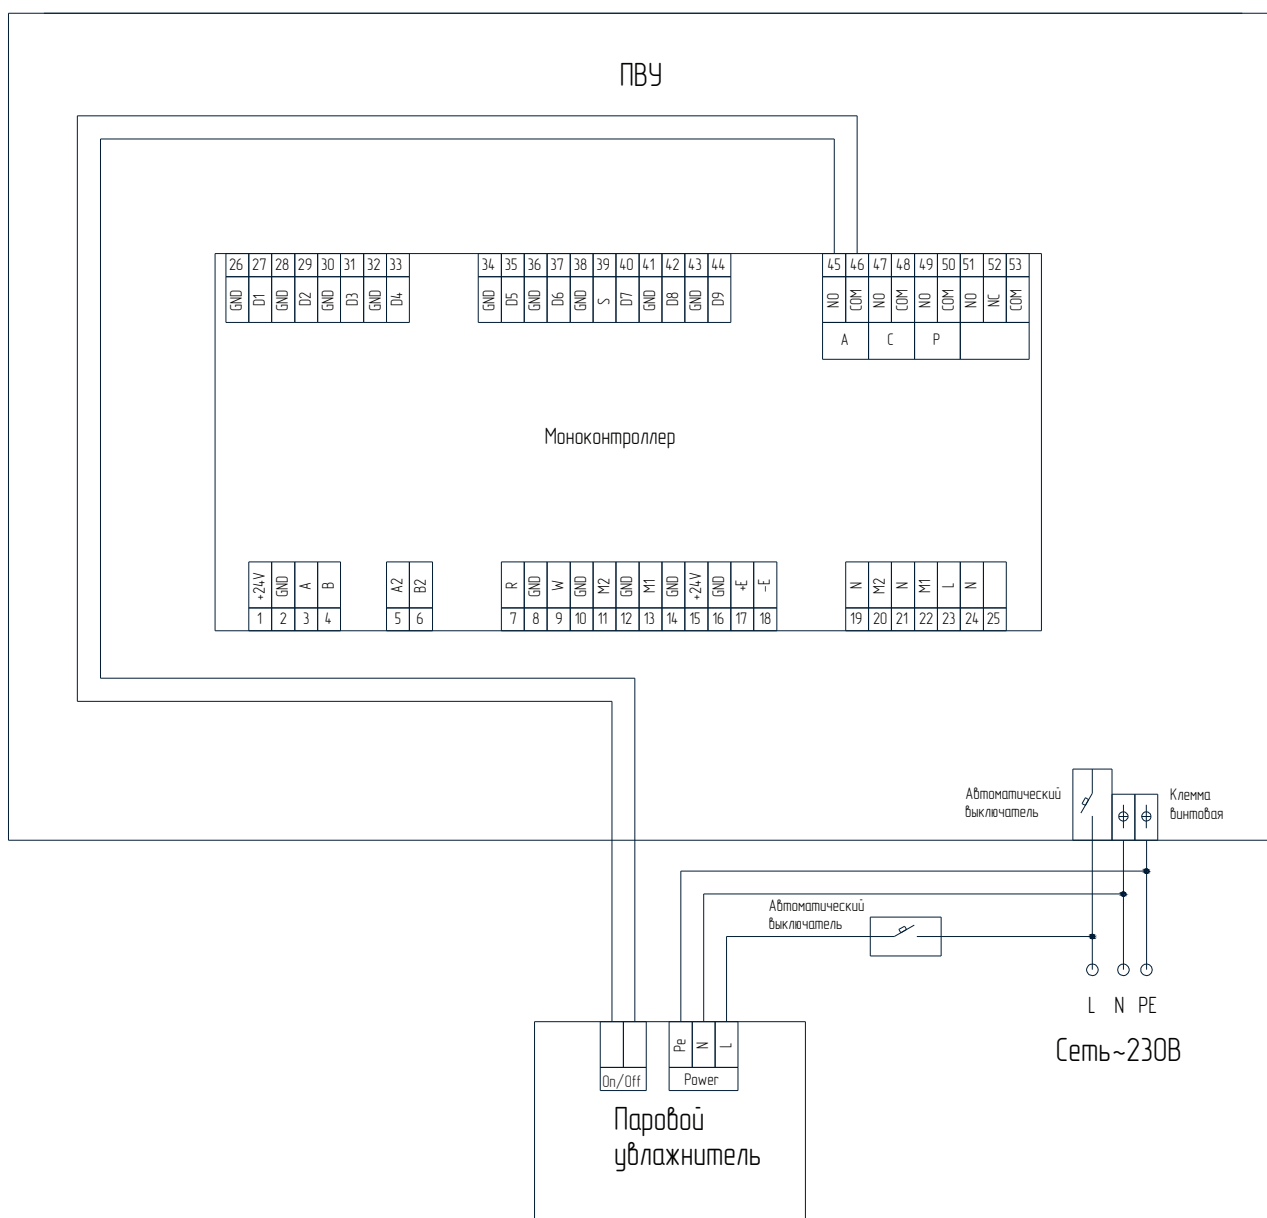 ПВУ
26 27 28 29 30 31 32 33 34 35 36 37 38 39 40 41 42 43 44 45 46 47 48 49 50 51 52 53
GND D1 GND D2 GND D3 GND D4 GND D5 GND D6 GND S D7 GND D8 GND D9 NO COM NO COM NO COM NO NC COM
A C P
Моноконтроллер
+24V GND A B A2 B2 R GND W GND M2 GND M1 GND +24V GND +E -E N M2 N M1 L N
1 2 3 4 5 6 7 8 9 10 11 12 13 14 15 16 17 18 19 20 21 22 23 24 25
Автоматический
выключатель
Клемма
винтовая
Автоматический
выключатель
L N PE
Сеть~230В
Pe N L
On/Off Power
Паровой
увлажнитель